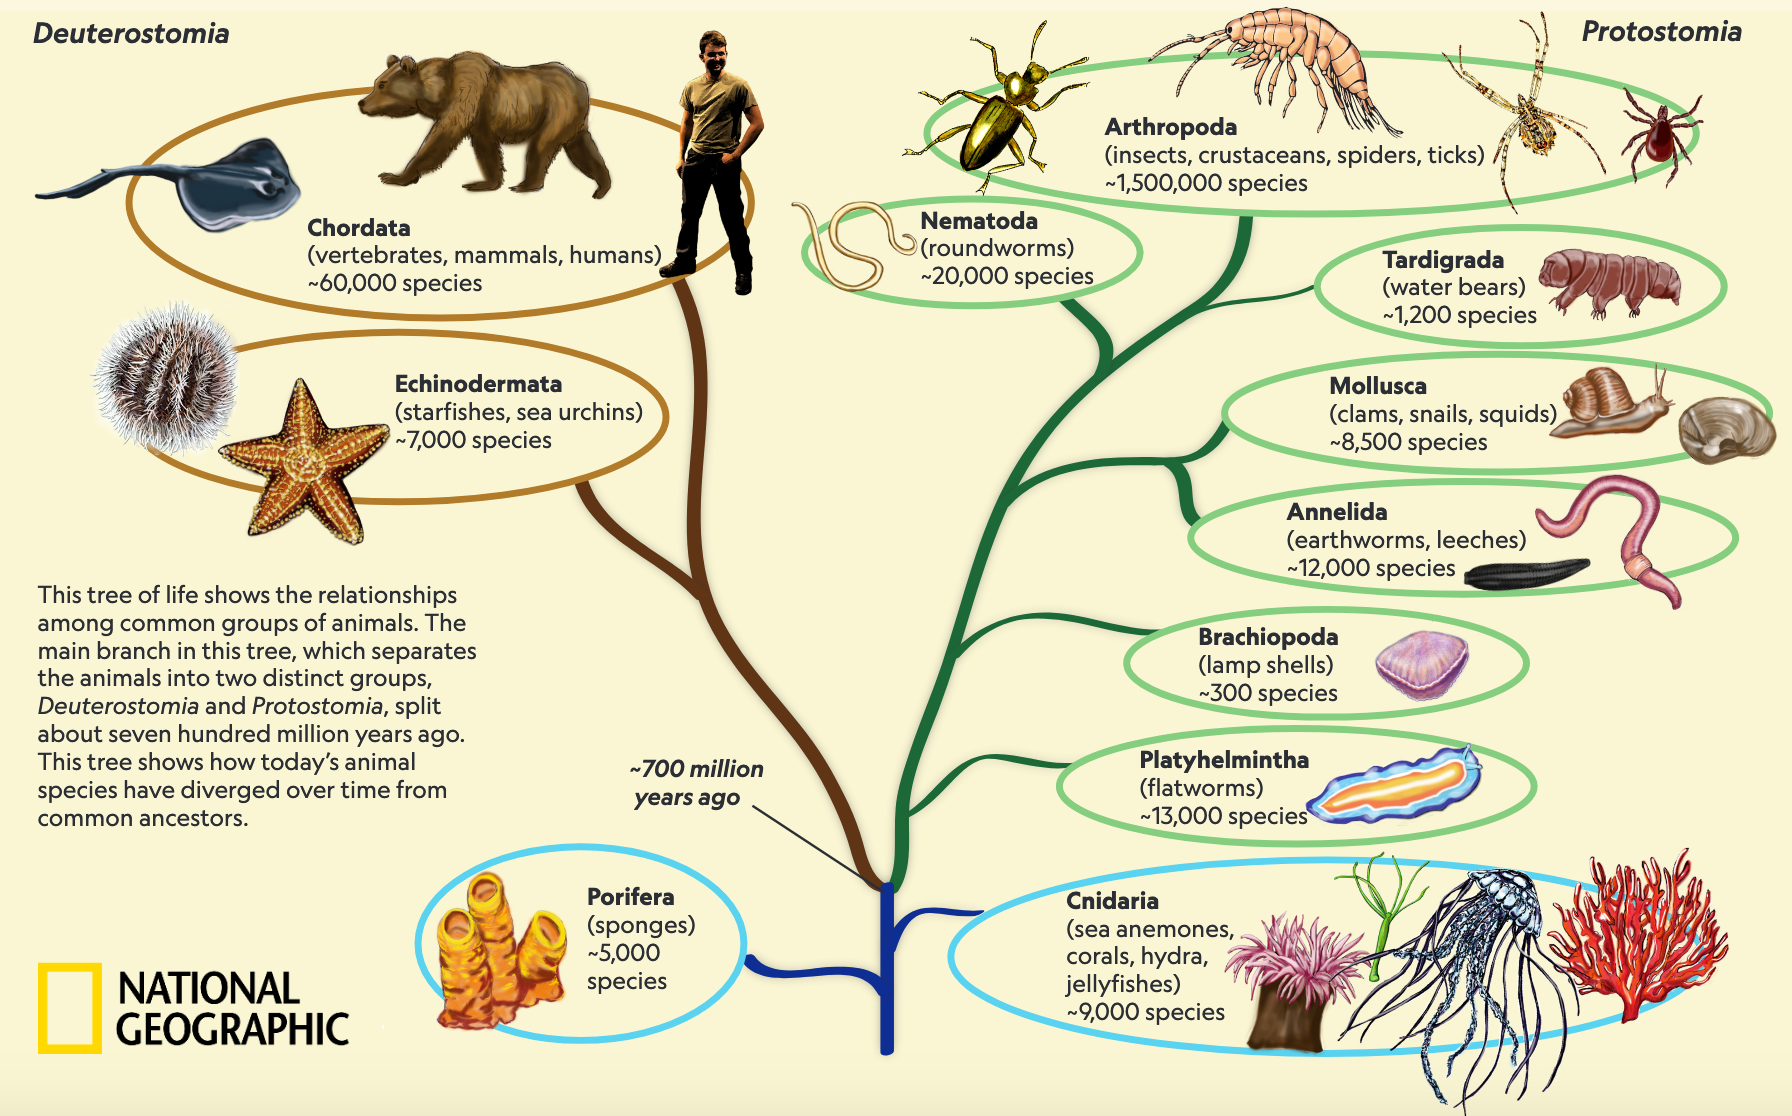 Deuterostomia
Protostomia
Chordata
(vertebrates, mammals, humans)
~60,000 species
Echinodermata
(starfishes, sea urchins)
~7,000 species
Arthropoda
(insects, crustaceans, spiders, ticks)
~1,500,000 species
Nematoda
(roundworms)
~20,000 species
Tardigrada
(water bears)
~1,200 species
Mollusca
(clams, snails, squids)
~8,500 species
Annelida
(earthworms, leeches)
~12,000 species
Brachiopoda
(lamp shells)
~300 species
Platyhelmintha
(flatworms)
~13,000 species
This tree of life shows the relationships
among common groups of animals. The
main branch in this tree, which separates
the animals into two distinct groups,
Deuterostomia and Protostomia, split
about seven hundred million years ago.
This tree shows how today's animal
species have diverged over time from
common ancestors.
~700 million
years ago
Porifera
(sponges)
~5,000
species
Cnidaria
(sea anemones,
corals, hydra,
jellyfishes)
~9,000 species
NATIONAL
GEOGRAPHIC